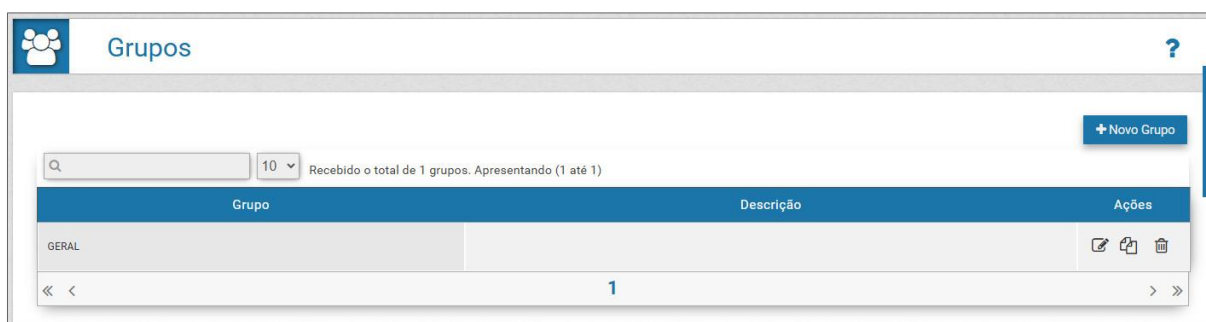 Grupos
?
+Novo Grupo
10 Recebido o total de 1 grupos. Apresentando (1 até 1)
Grupo Descrição Ações
GERAL
« < 1 > »